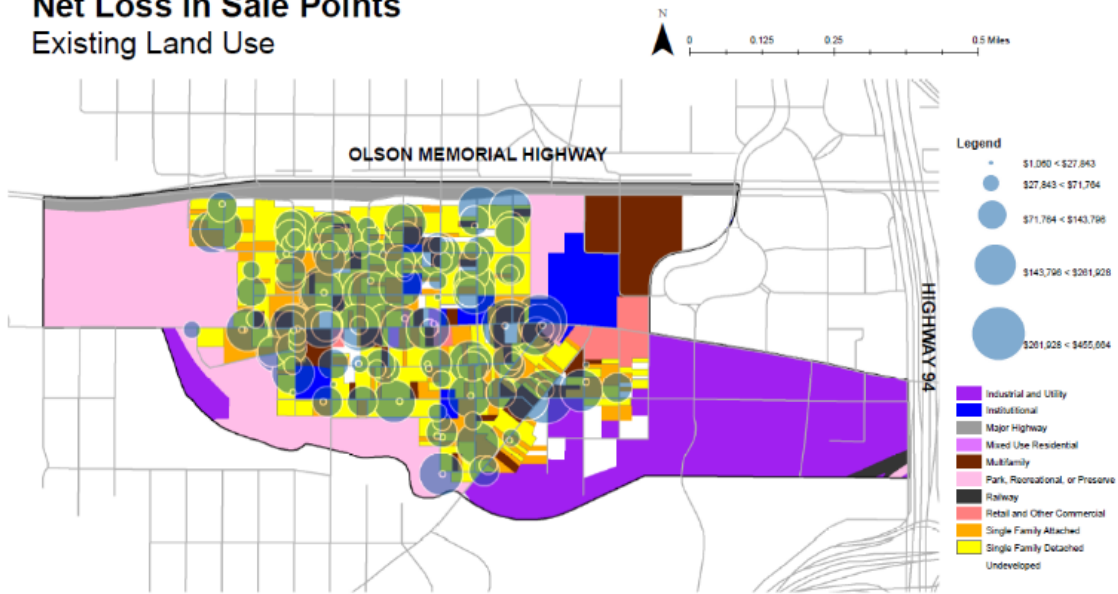 Net Loss in Sale Points
Existing Land Use
N
0 0.125 0.25 0.5 Miles
OLSON MEMORIAL HIGHWAY
HIGHWAY 94
Legend
$1,060 < $27,843
$27,843 < $71,764
$71,764 < $143,796
$143,796 < $261,928
$261,928 < $455,664
Industrial and Utility
Institutitional
Major Highway
Mixed Use Residential
Multifamily
Park, Recreational, or Preserve
Railway
Retail and Other Commercial
Single Family Attached
Single Family Detached
Undeveloped